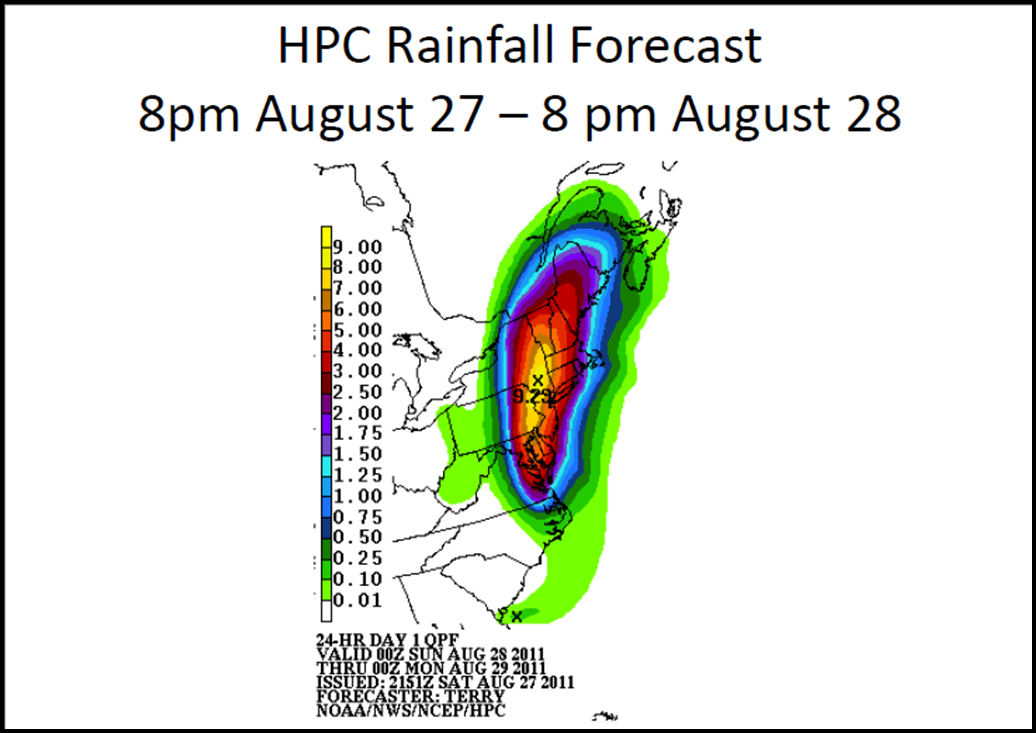 HPC Rainfall Forecast
8pm August 27 – 8 pm August 28
9.00
8.00
7.00
6.00
5.00
4.00
3.00
2.50
2.00
1.75
1.50
1.25
1.00
0.75
0.50
0.25
0.10
0.01
X
9.23
X
24-HR DAY 1 QPF
VALID 00Z SUN AUG 28 2011
THRU 00Z MON AUG 29 2011
ISSUED: 2151Z SAT AUG 27 2011
FORECASTER: TERRY
NOAA/NWS/NCEP/HPC